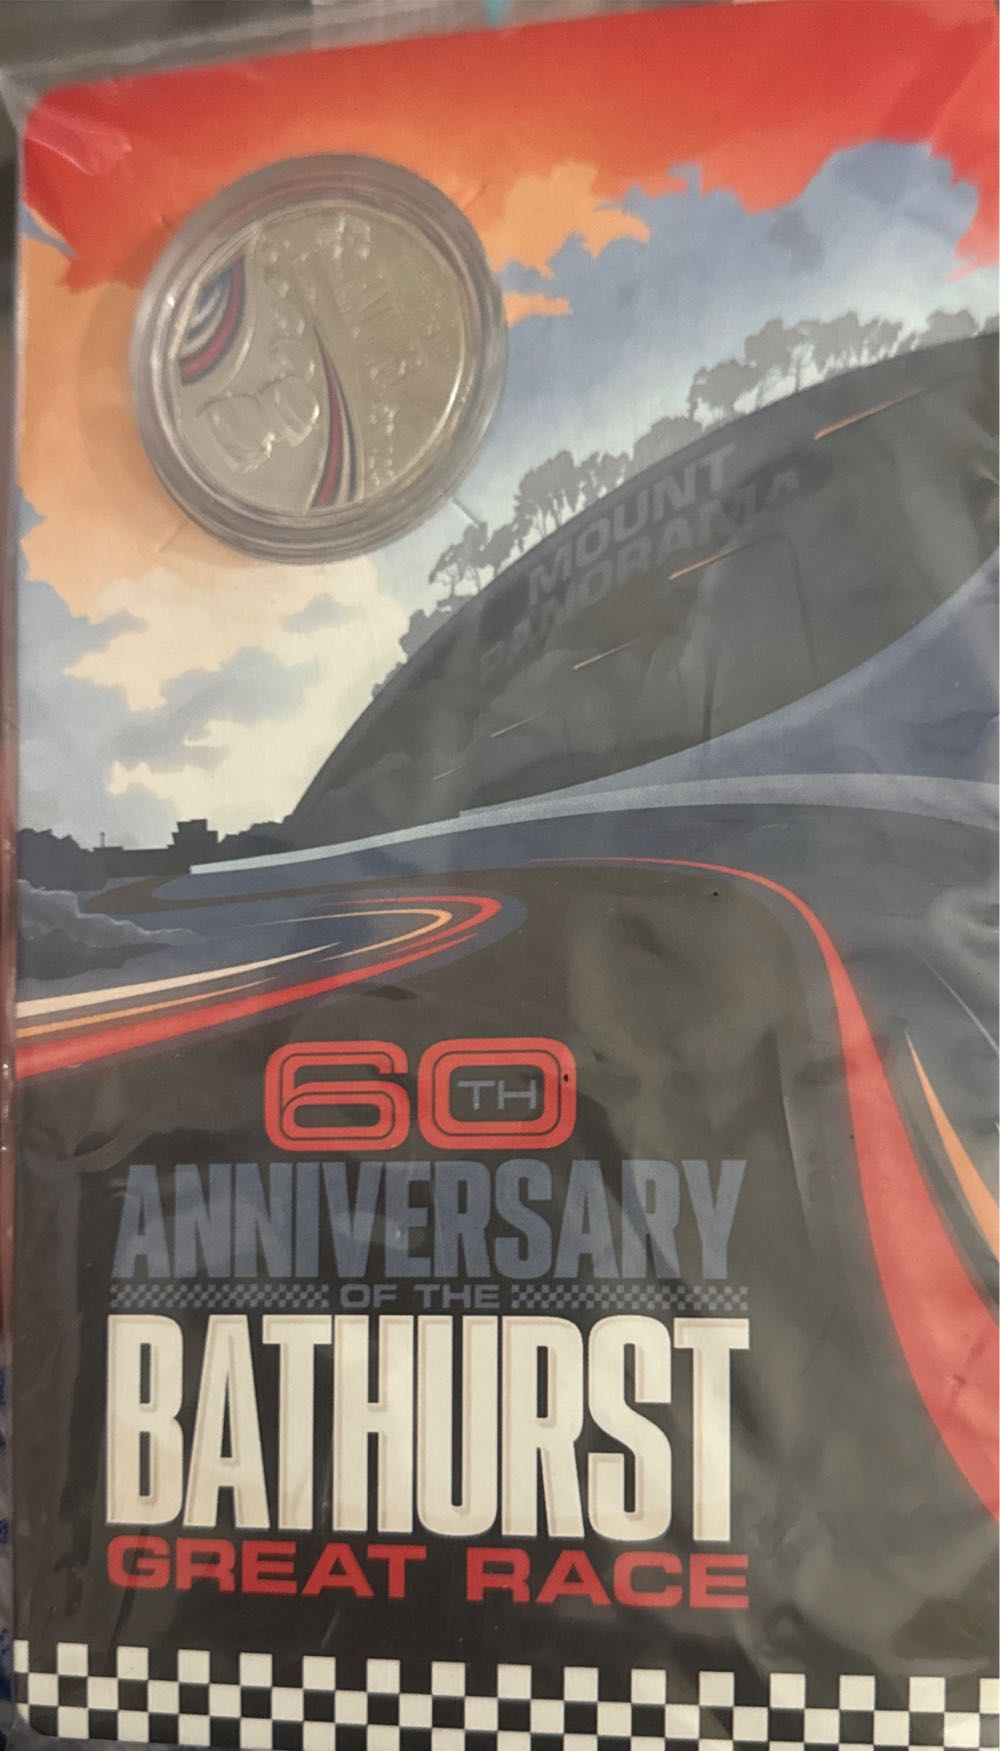 MOUNT
PANORAMA
60TH
ANNIVERSARY
OF THE
BATHURST
GREAT RACE